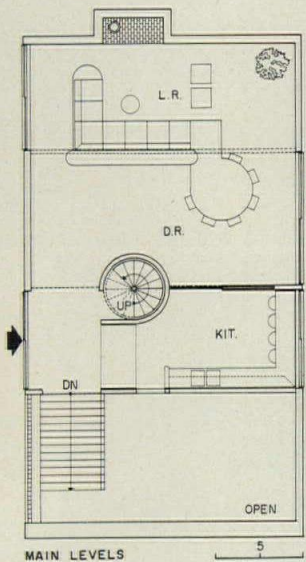 L.R.
D.R.
UP
KIT.
DN
OPEN
MAIN LEVELS
5